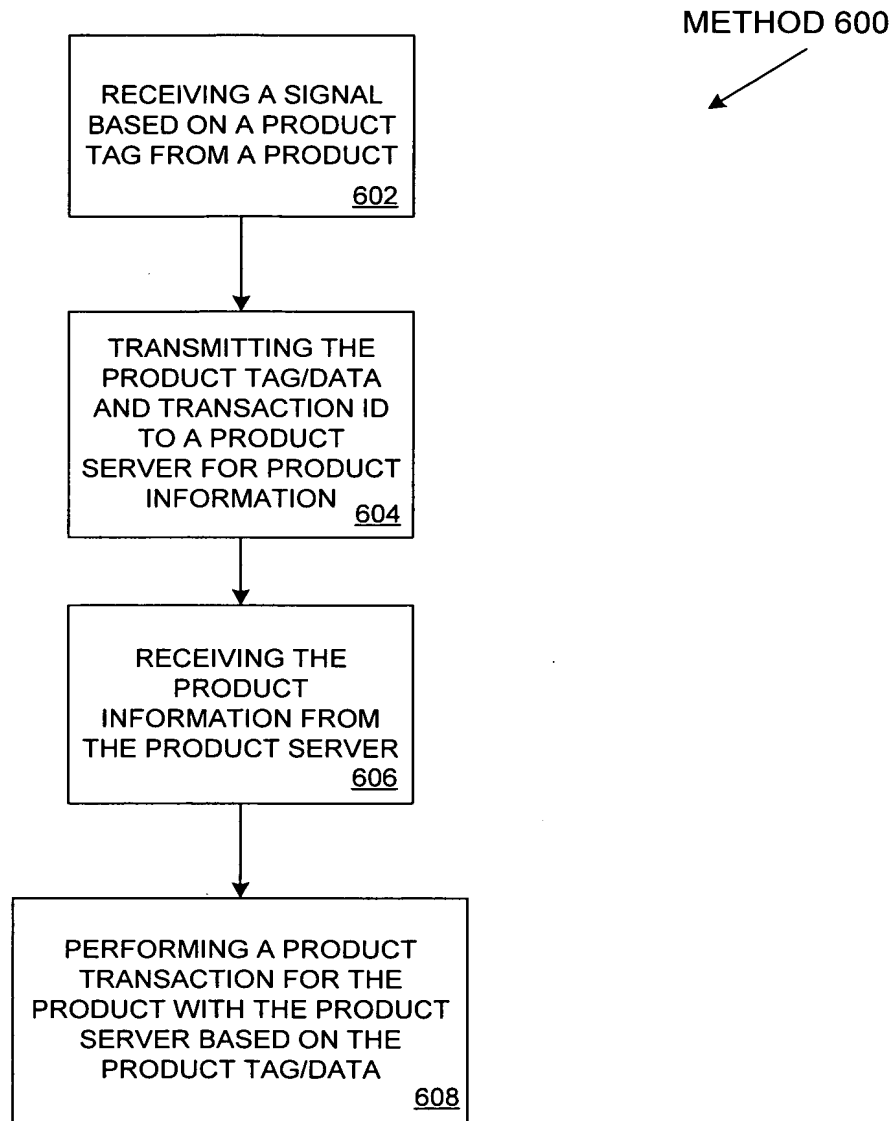 METHOD 600
RECEIVING A SIGNAL
BASED ON A PRODUCT
TAG FROM A PRODUCT
602
TRANSMITTING THE
PRODUCT TAG/DATA
AND TRANSACTION ID
TO A PRODUCT
SERVER FOR PRODUCT
INFORMATION
604
RECEIVING THE
PRODUCT
INFORMATION FROM
THE PRODUCT SERVER
606
PERFORMING A PRODUCT
TRANSACTION FOR THE
PRODUCT WITH THE PRODUCT
SERVER BASED ON THE
PRODUCT TAG/DATA
608